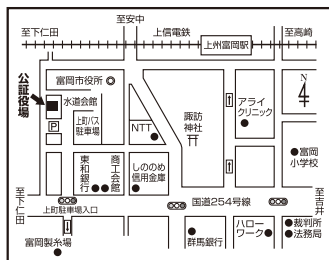 至安中
至下仁田
上信電鉄
至高崎
上州富岡駅
富岡市役所
公証役場
水道会館
P
上町バス
駐車場
NTT
諏訪
神社
アライ
クリニック
N
4
富岡
小学校
東和銀行
商工会館
しののめ
信用金庫
至下仁田
上町駐車場入口
国道254号線
至吉井
富岡製糸場
群馬銀行
ハロー
ワーク
裁判所
法務局